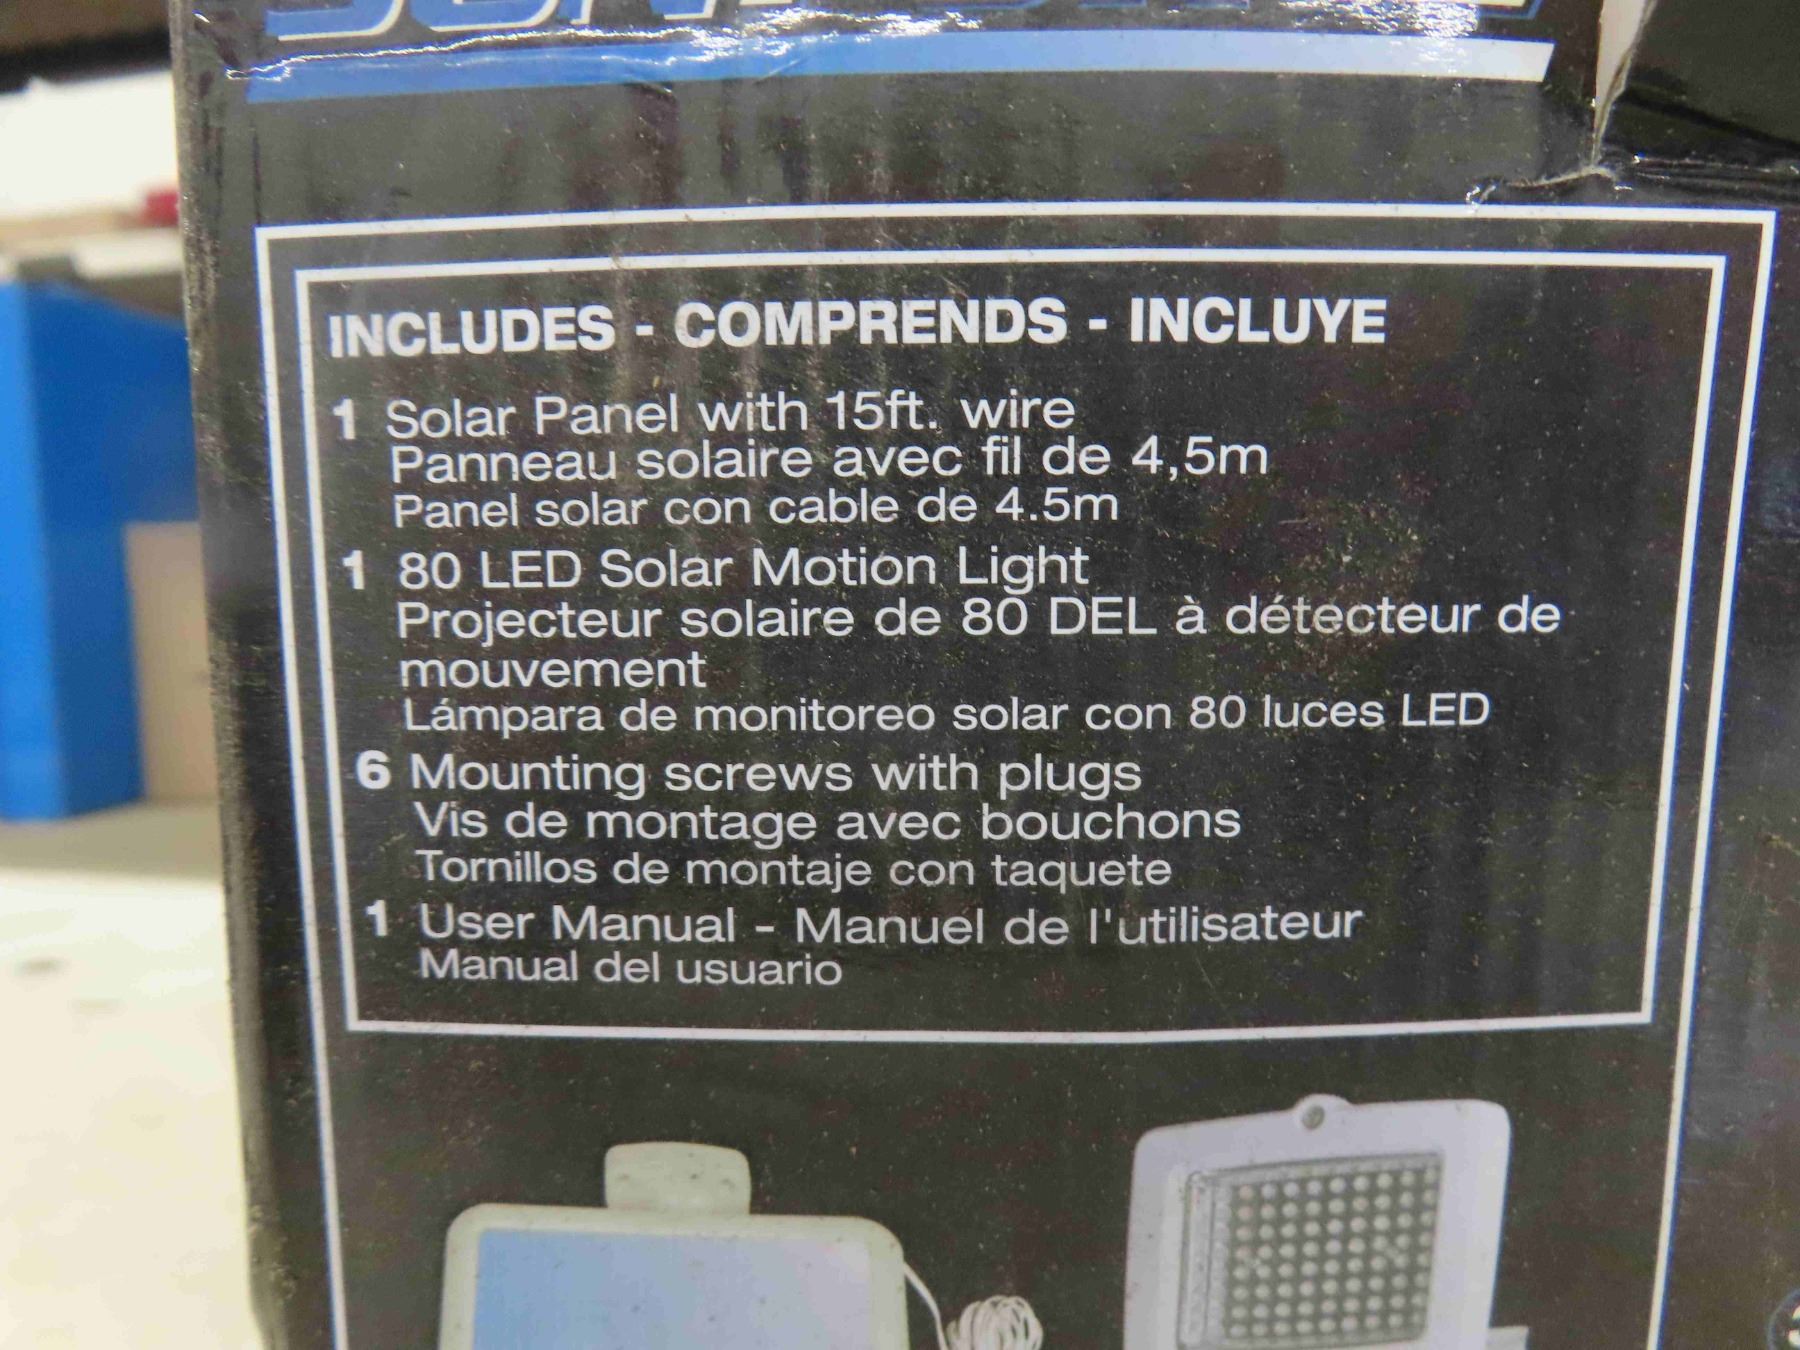 INCLUDES - COMPRENDS - INCLUYE
1 Solar Panel with 15ft. wire
Panneau solaire avec fil de 4,5m
Panel solar con cable de 4.5m
1 80 LED Solar Motion Light
Projecteur solaire de 80 DEL à détecteur de
mouvement
Lámpara de monitoreo solar con 80 luces LED
6 Mounting screws with plugs
Vis de montage avec bouchons
Tornillos de montaje con taquete
1 User Manual - Manuel de l'utilisateur
Manual del usuario